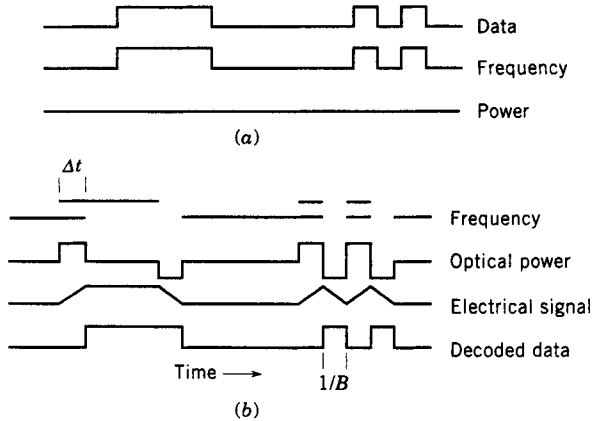 Data
Frequency
Power
(a)
Δt
Frequency
Optical power
Electrical signal
Decoded data
Time
1/B
(b)